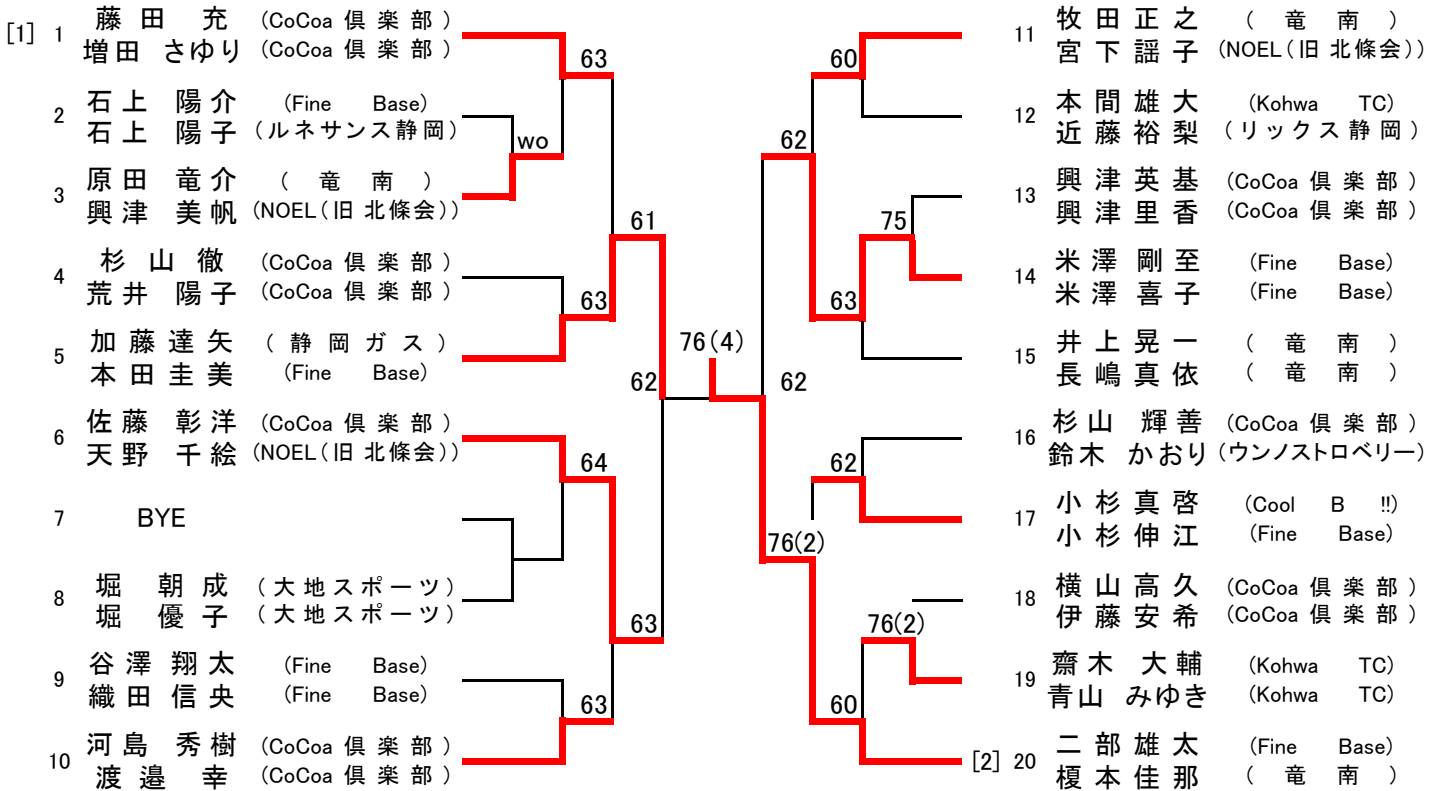 [1] 1 藤田 充 (CoCoa 倶楽部)
増田 さゆり (CoCoa 倶楽部)
63
2 石上 陽介 (Fine Base)
石上 陽子 (ルネサンス静岡)
wo
3 原田 竜介 (竜南)
興津 美帆 (NOEL(旧 北條会))
61
4 杉山 徹 (CoCoa 倶楽部)
荒井 陽子 (CoCoa 倶楽部)
63
5 加藤達矢 (静岡ガス)
本田圭美 (Fine Base)
62
6 佐藤 彰洋 (CoCoa 倶楽部)
天野 千絵 (NOEL(旧 北條会))
64
7 BYE
8 堀 朝成 (大地スポーツ)
堀 優子 (大地スポーツ)
63
9 谷澤 翔太 (Fine Base)
織田 信央 (Fine Base)
63
10 河島 秀樹 (CoCoa 倶楽部)
渡邉 幸 (CoCoa 倶楽部)
76(4)
11 牧田正之 (竜南)
宮下謡子 (NOEL(旧 北條会))
60
12 本間雄大 (Kohwa TC)
近藤裕梨 (リックス静岡)
62
13 興津英基 (CoCoa 倶楽部)
興津里香 (CoCoa 倶楽部)
75
14 米澤剛至 (Fine Base)
米澤喜子 (Fine Base)
63
15 井上晃一 (竜南)
長嶋真依 (竜南)
62
16 杉山 輝善 (CoCoa 倶楽部)
鈴木 かおり (ウンノストロベリー)
62
17 小杉真啓 (Cool B !!)
小杉伸江 (Fine Base)
76(2)
18 横山高久 (CoCoa 倶楽部)
伊藤安希 (CoCoa 倶楽部)
76(2)
19 齋木 大輔 (Kohwa TC)
青山 みゆき (Kohwa TC)
60
[2] 20 二部雄太 (Fine Base)
榎本佳那 (竜南)